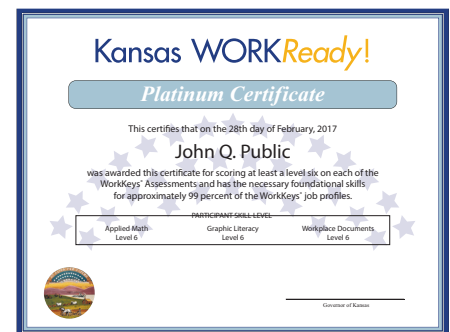 Kansas WORKReady!
Platinum Certificate
This certifies that on the 28th day of February, 2017
John Q. Public
was awarded this certificate for scoring at least a level six on each of the
WorkKeys' Assessments and has the necessary foundational skills
for approximately 99 percent of the WorkKeys' job profiles.
PARTICIPANT SKILL LEVEL
Applied Math Graphic Literacy Workplace Documents
Level 6 Level 6 Level 6
Governor of Kansas